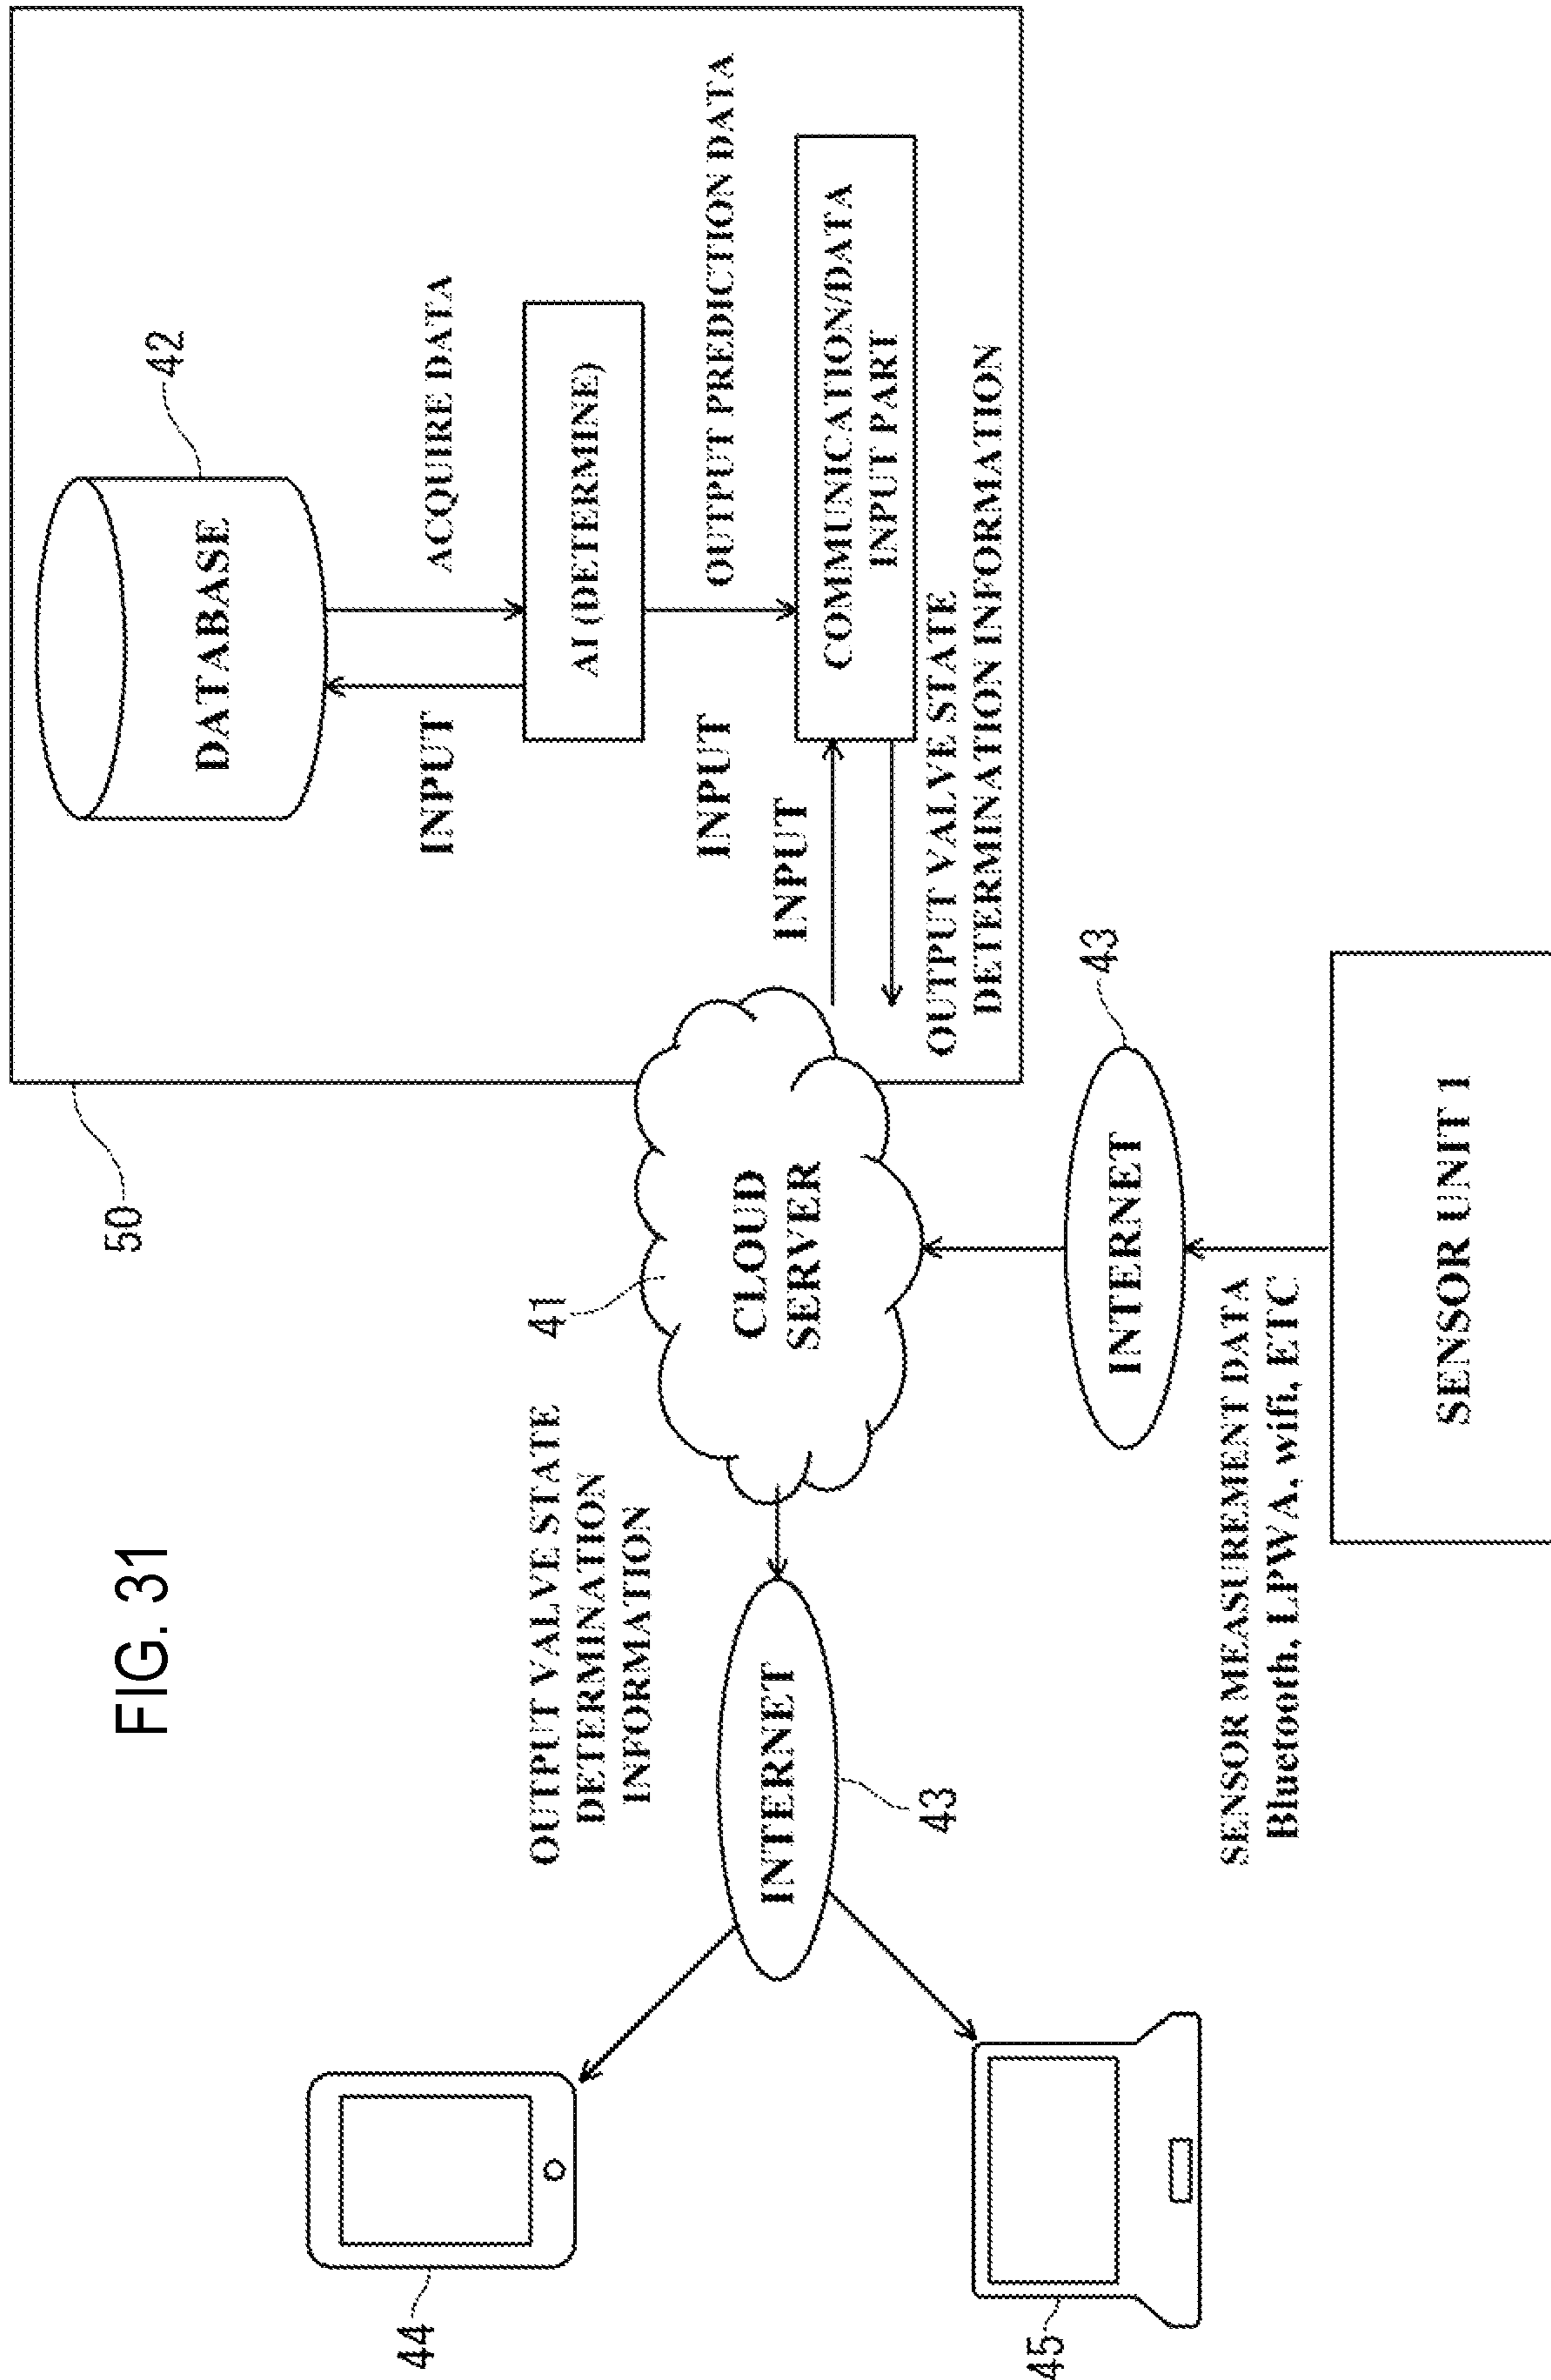 FIG. 31
50
42
DATABASE
INPUT
ACQUIRE DATA
AI (DETERMINE)
INPUT
OUTPUT PREDICTION DATA
INPUT
COMMUNICATION/DATA
INPUT PART
OUTPUT VALVE STATE
DETERMINATION INFORMATION
41
CLOUD
SERVER
OUTPUT VALVE STATE
DETERMINATION
INFORMATION
INTERNET
43
44
45
INTERNET
43
SENSOR MEASUREMENT DATA
Bluetooth, LPWA, wifi, ETC
SENSOR UNIT 1